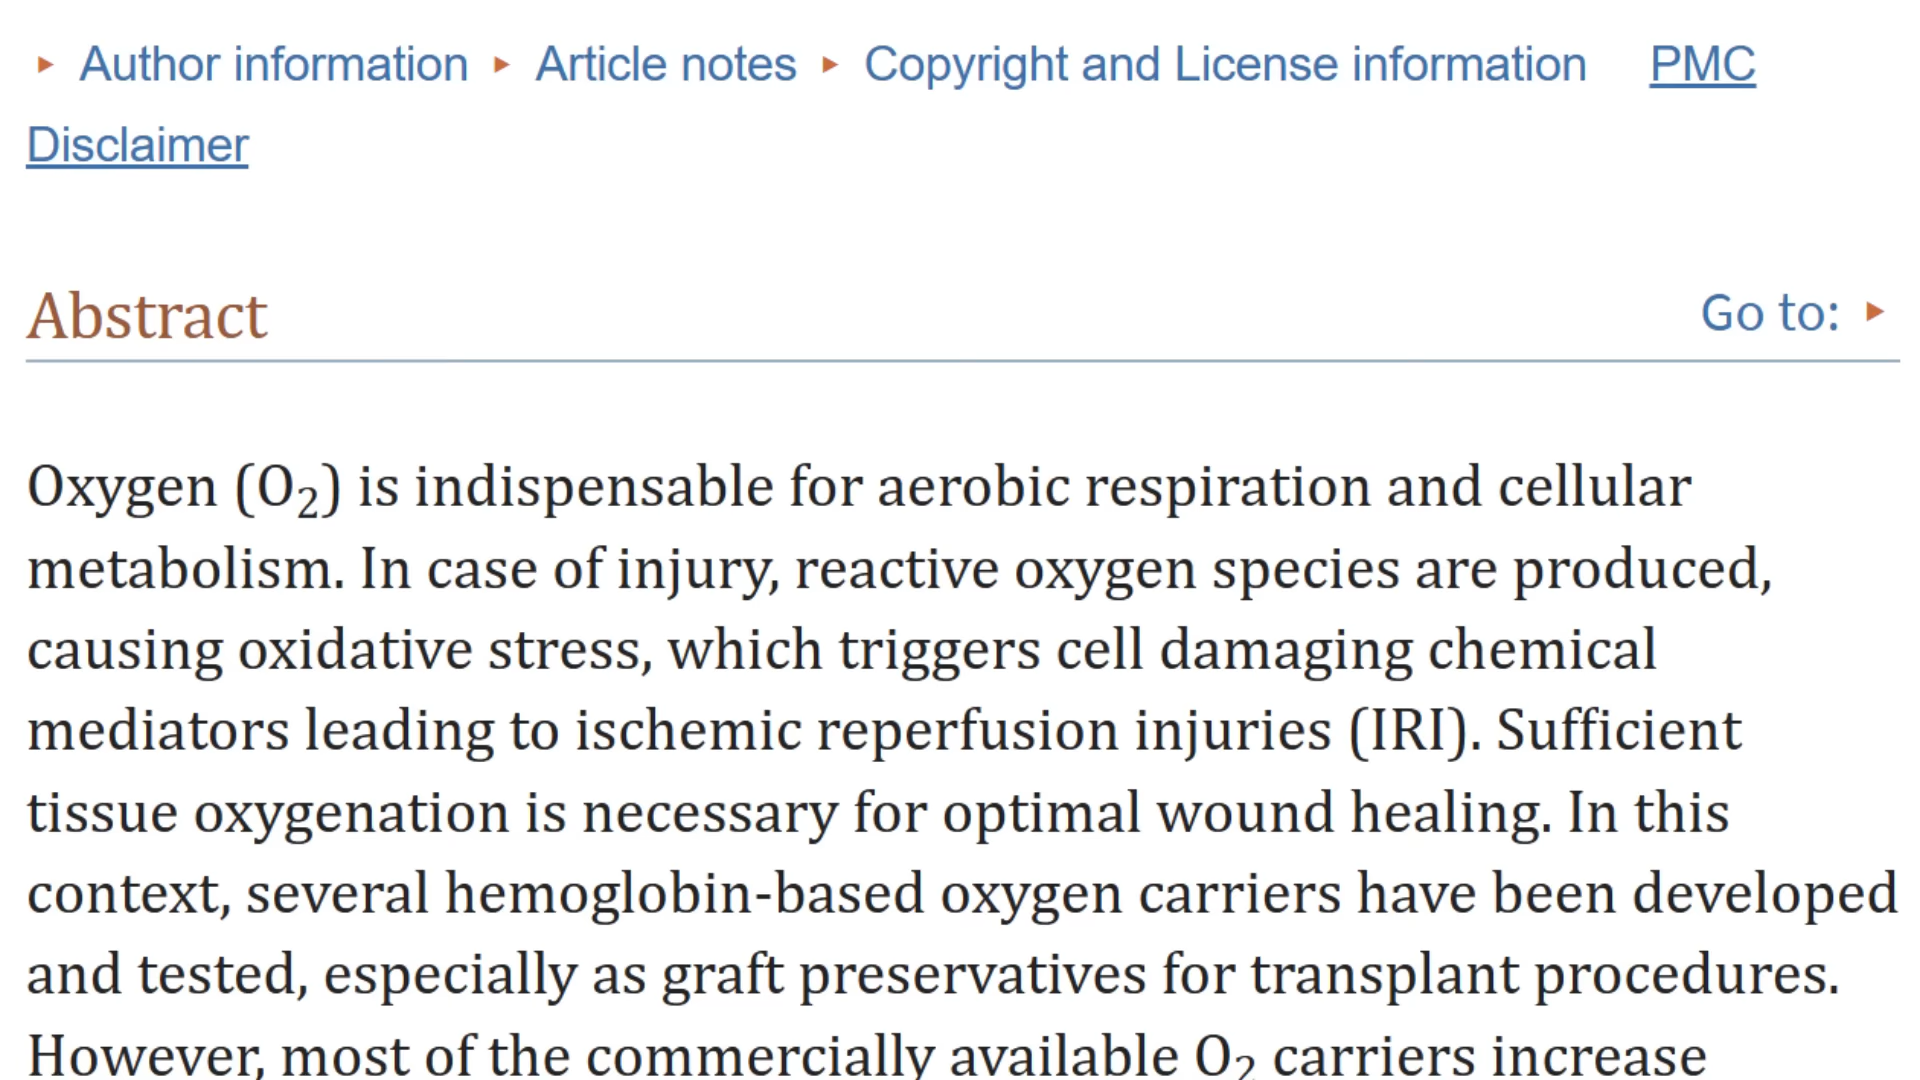 ▸ Author information ▸ Article notes ▸ Copyright and License information PMC
Disclaimer
Abstract
Go to: ▸
Oxygen (O₂) is indispensable for aerobic respiration and cellular
metabolism. In case of injury, reactive oxygen species are produced,
causing oxidative stress, which triggers cell damaging chemical
mediators leading to ischemic reperfusion injuries (IRI). Sufficient
tissue oxygenation is necessary for optimal wound healing. In this
context, several hemoglobin-based oxygen carriers have been developed
and tested, especially as graft preservatives for transplant procedures.
However, most of the commercially available O₂ carriers increase